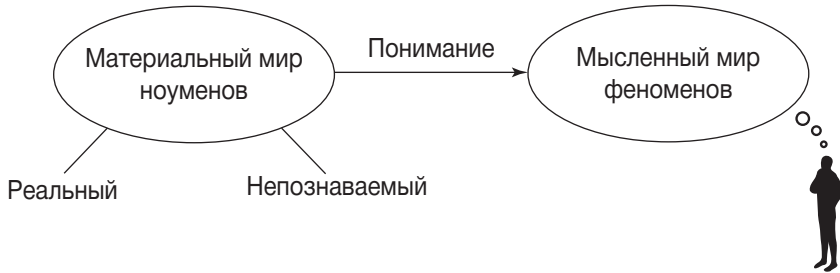 Материальный мир
ноуменов
Понимание
Мысленный мир
феноменов
Реальный
Непознаваемый